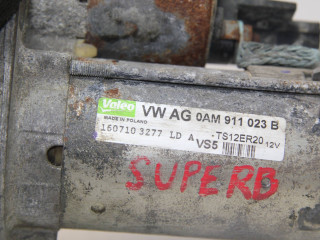 Valeo
MADE IN POLAND
VW AG 0AM 911 023 B
160710 3277 LD A -TS12ER20 12V
VS5
SUPERB